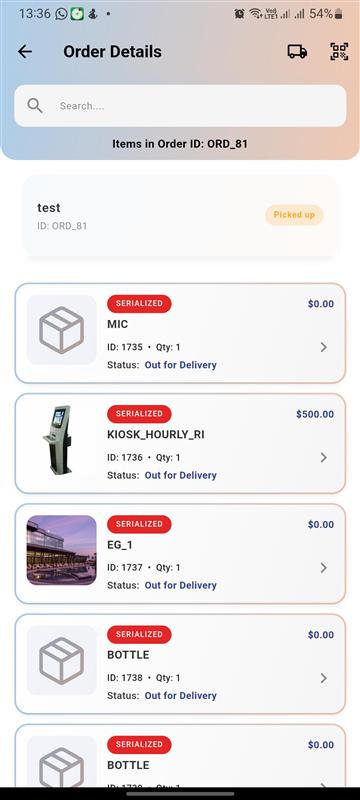 13:36 54%
Order Details
Search....
Items in Order ID: ORD_81
test
ID: ORD_81
Picked up
SERIALIZED $0.00
MIC
ID: 1735 • Qty: 1
Status: Out for Delivery
SERIALIZED $500.00
KIOSK_HOURLY_RI
ID: 1736 • Qty: 1
Status: Out for Delivery
SERIALIZED $0.00
EG_1
ID: 1737 • Qty: 1
Status: Out for Delivery
SERIALIZED $0.00
BOTTLE
ID: 1738 • Qty: 1
Status: Out for Delivery
SERIALIZED $0.00
BOTTLE